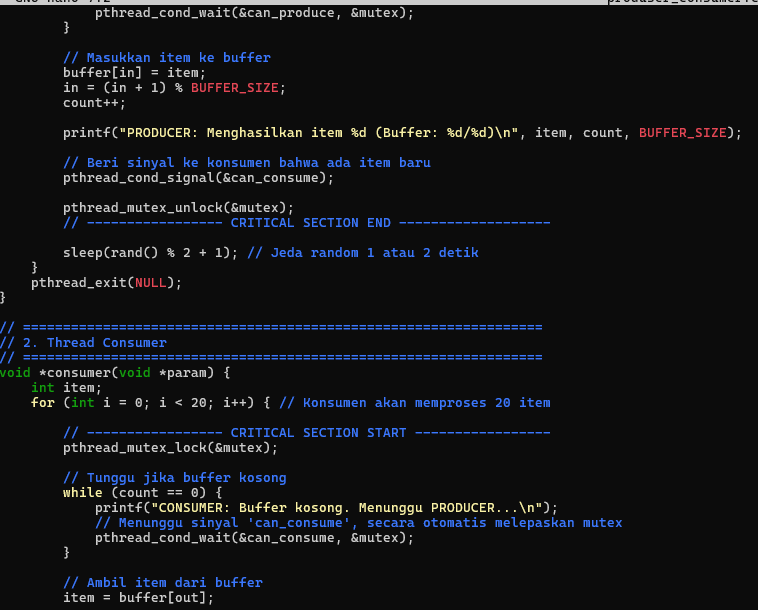 GNU nano 7.2 producer_consumer.c
            pthread_cond_wait(&can_produce, &mutex);
        }

        // Masukkan item ke buffer
        buffer[in] = item;
        in = (in + 1) % BUFFER_SIZE;
        count++;

        printf("PRODUCER: Menghasilkan item %d (Buffer: %d/%d)\n", item, count, BUFFER_SIZE);

        // Beri sinyal ke konsumen bahwa ada item baru
        pthread_cond_signal(&can_consume);

        pthread_mutex_unlock(&mutex);
        // ----------------- CRITICAL SECTION END -------------------

        sleep(rand() % 2 + 1); // Jeda random 1 atau 2 detik
    }
    pthread_exit(NULL);
}

// =================================================================
// 2. Thread Consumer
// =================================================================
void *consumer(void *param) {
    int item;
    for (int i = 0; i < 20; i++) { // Konsumen akan memproses 20 item

        // ----------------- CRITICAL SECTION START -----------------
        pthread_mutex_lock(&mutex);

        // Tunggu jika buffer kosong
        while (count == 0) {
            printf("CONSUMER: Buffer kosong. Menunggu PRODUCER...\n");
            // Menunggu sinyal 'can_consume', secara otomatis melepaskan mutex
            pthread_cond_wait(&can_consume, &mutex);
        }

        // Ambil item dari buffer
        item = buffer[out];